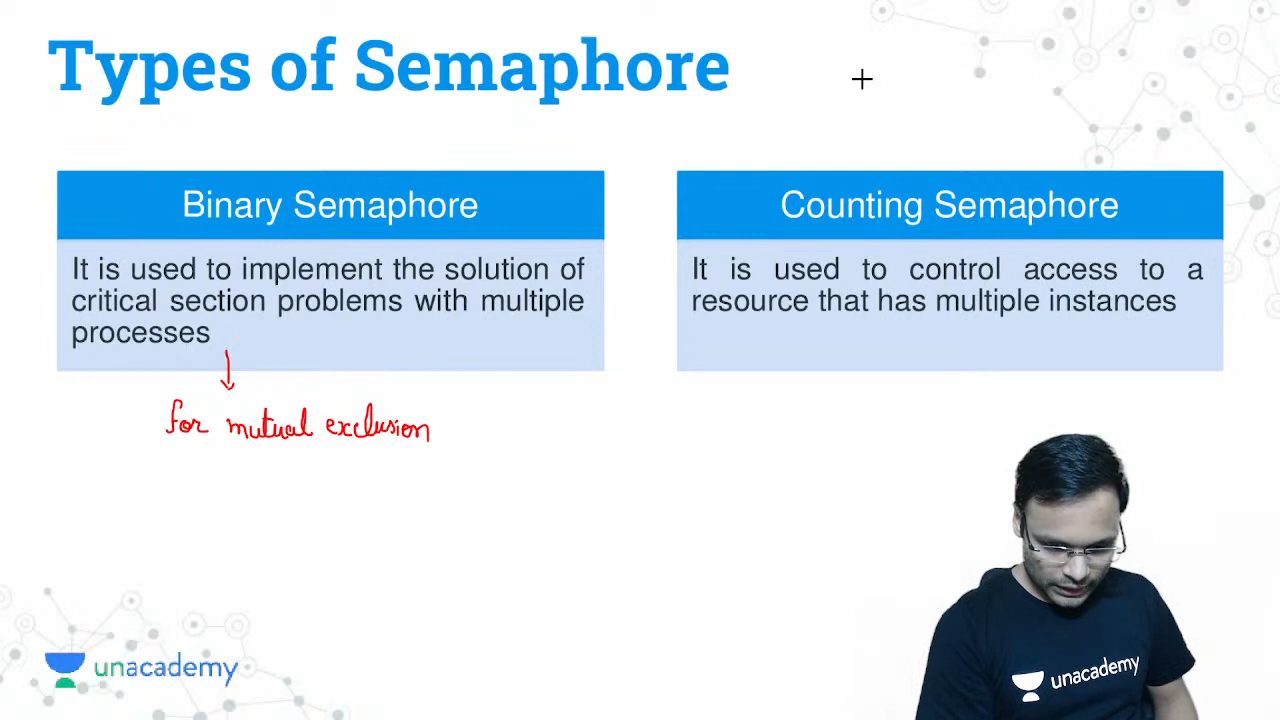 Types of Semaphore
Binary Semaphore
It is used to implement the solution of
critical section problems with multiple
processes
for mutual exclusion
Counting Semaphore
It is used to control access to a
resource that has multiple instances
unacademy
unacademy